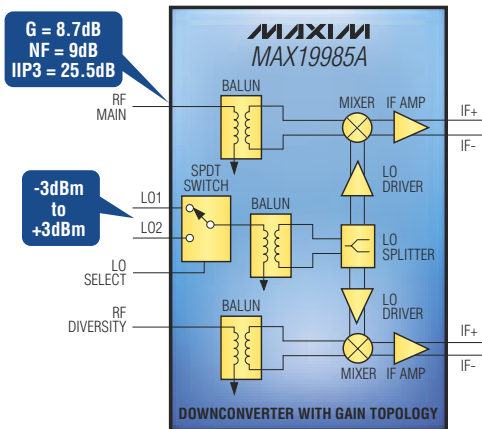 G = 8.7dB
NF = 9dB
IIP3 = 25.5dB
MAXIM
MAX19985A
BALUN
MIXER
IF AMP
RF
MAIN
IF+
IF-
-3dBm
to
+3dBm
SPDT
SWITCH
LO
DRIVER
LO1
LO2
BALUN
LO
SPLITTER
LO
SELECT
BALUN
LO
DRIVER
RF
DIVERSITY
IF+
IF-
MIXER
IF AMP
DOWNCONVERTER WITH GAIN TOPOLOGY